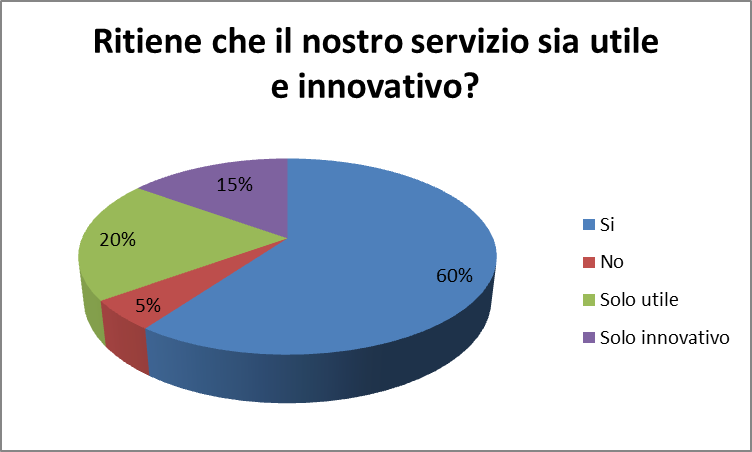 Ritiene che il nostro servizio sia utile
e innovativo?
15%
20%
60%
5%
Si
No
Solo utile
Solo innovativo